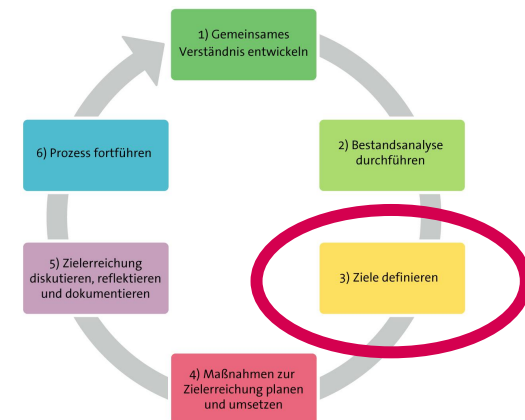 1) Gemeinsames
Verständnis entwickeln
2) Bestandsanalyse
durchführen
3) Ziele definieren
4) Maßnahmen zur
Zielerreichung planen
und umsetzen
5) Zielerreichung
diskutieren, reflektieren
und dokumentieren
6) Prozess fortführen